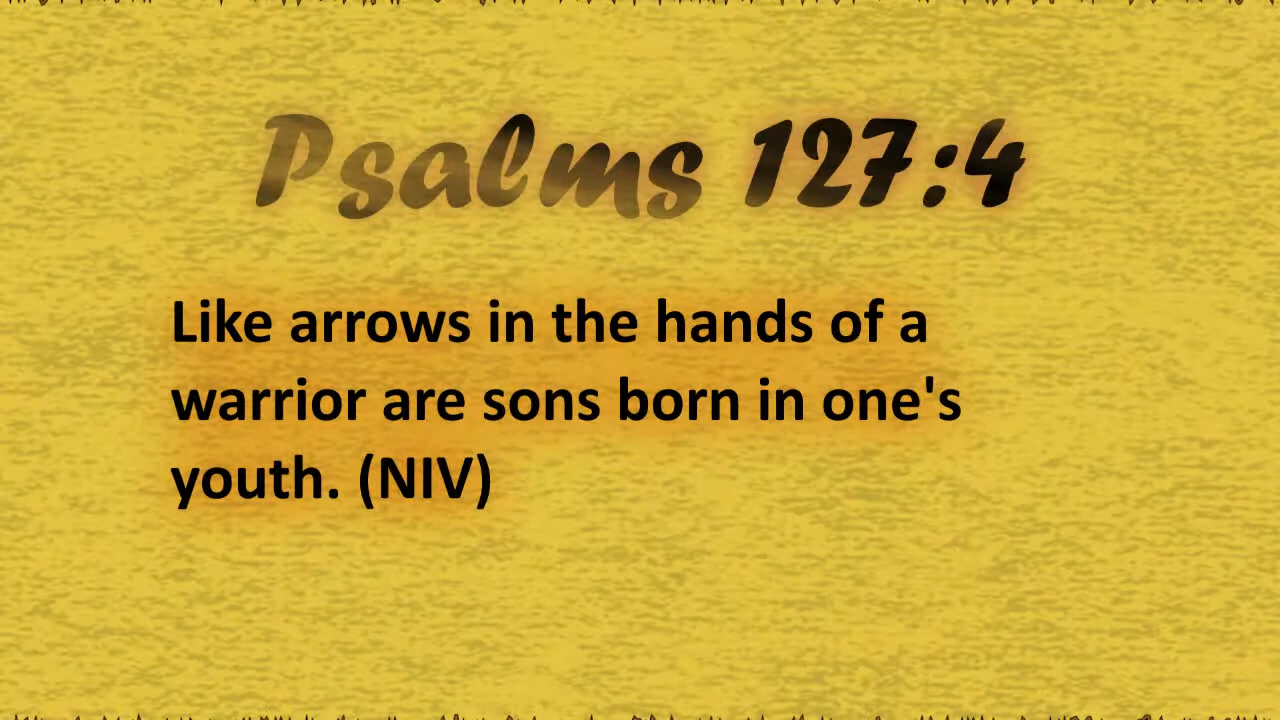 Psalms 127:4
Like arrows in the hands of a
warrior are sons born in one's
youth. (NIV)